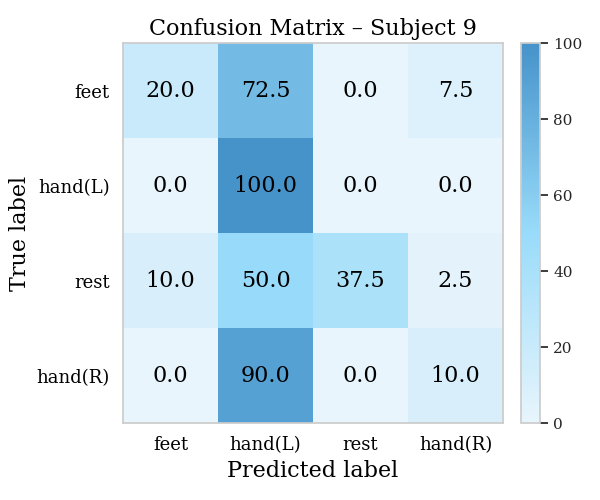 Confusion Matrix – Subject 9
feet 20.0 72.5 0.0 7.5
hand(L) 0.0 100.0 0.0 0.0
rest 10.0 50.0 37.5 2.5
hand(R) 0.0 90.0 0.0 10.0
feet hand(L) rest hand(R)
Predicted label
True label
100
80
60
40
20
0